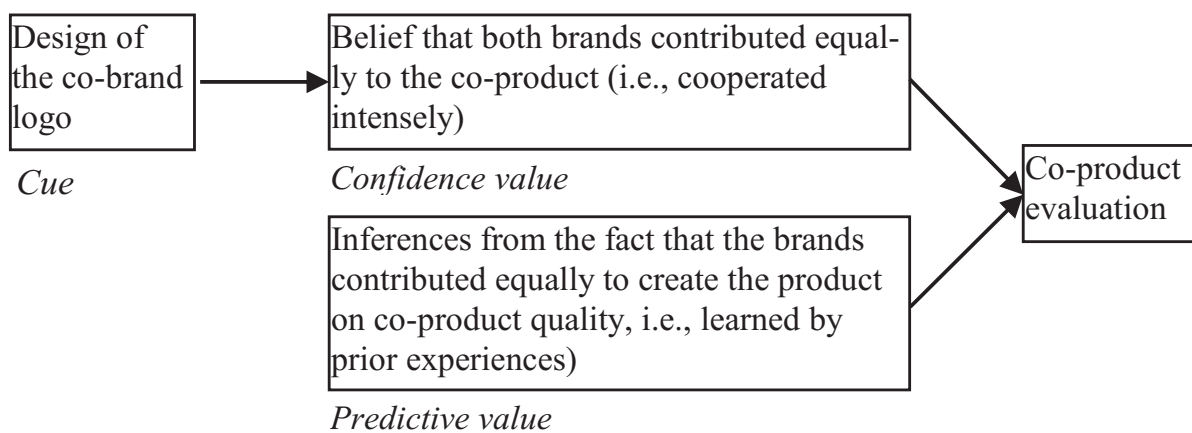 Design of
the co-brand
logo
Cue
Belief that both brands contributed equal-
ly to the co-product (i.e., cooperated
intensely)
Confidence value
Inferences from the fact that the brands
contributed equally to create the product
on co-product quality, i.e., learned by
prior experiences)
Predictive value
Co-product
evaluation